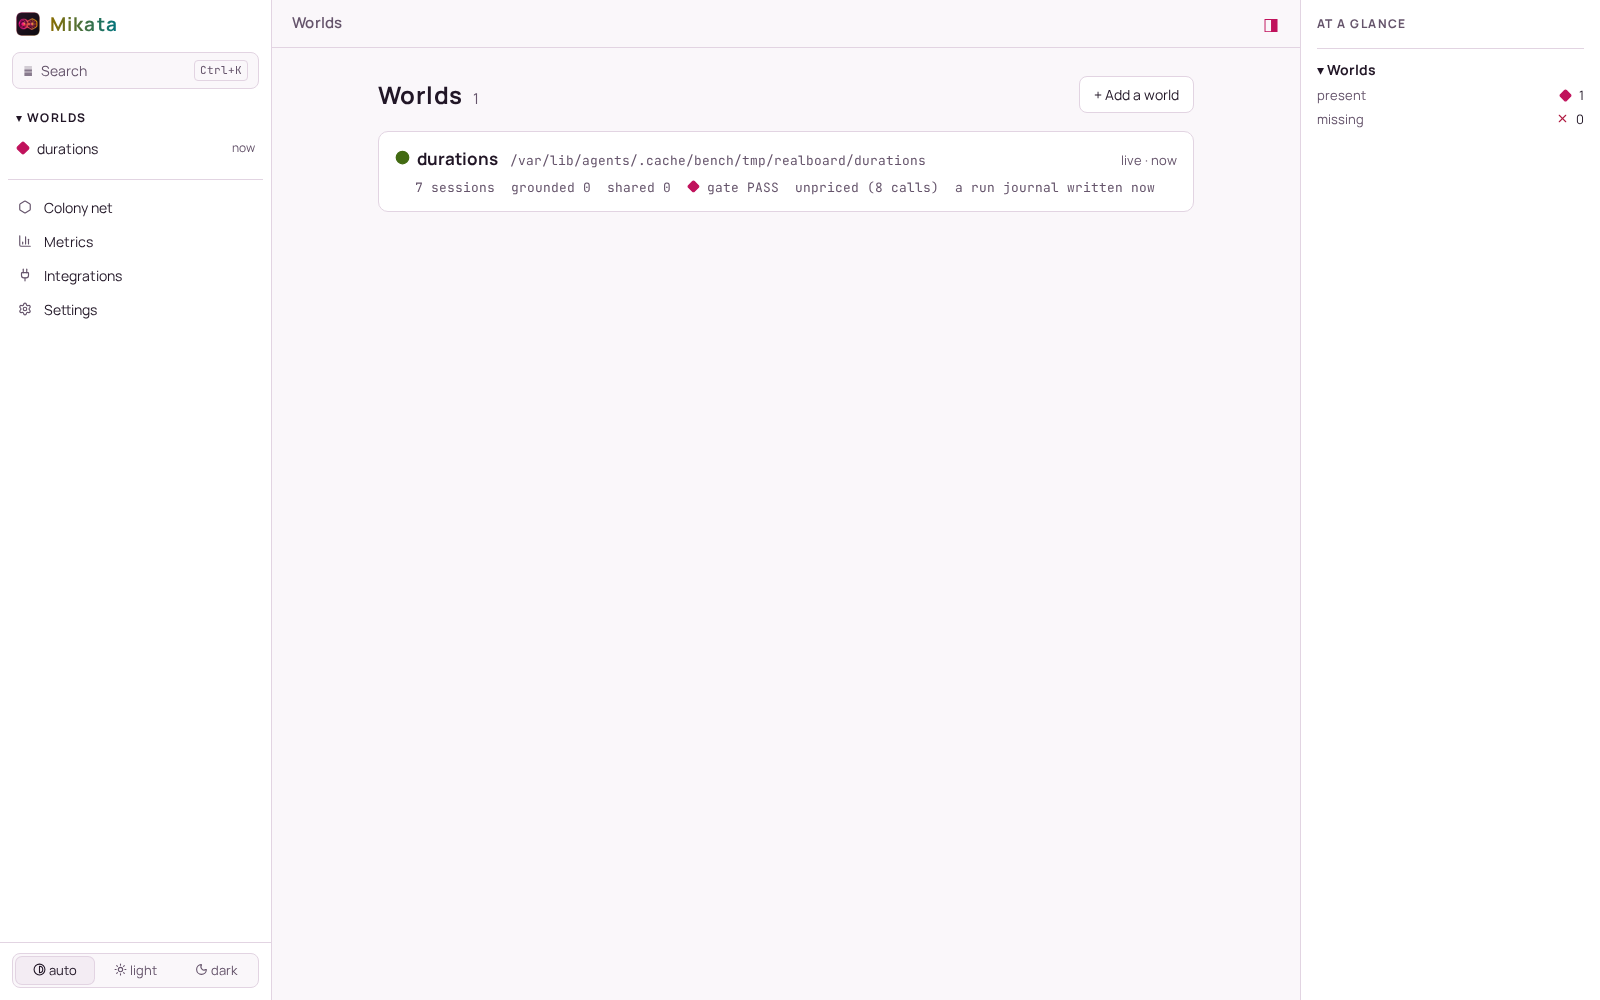 Mikata
Search Ctrl+K
▾ WORLDS
durations now
Colony net
Metrics
Integrations
Settings
auto light dark
Worlds
Worlds 1
+ Add a world
durations /var/lib/agents/.cache/bench/tmp/realboard/durations live · now
7 sessions grounded 0 shared 0 gate PASS unpriced (8 calls) a run journal written now
AT A GLANCE
▾ Worlds
present 1
missing × 0